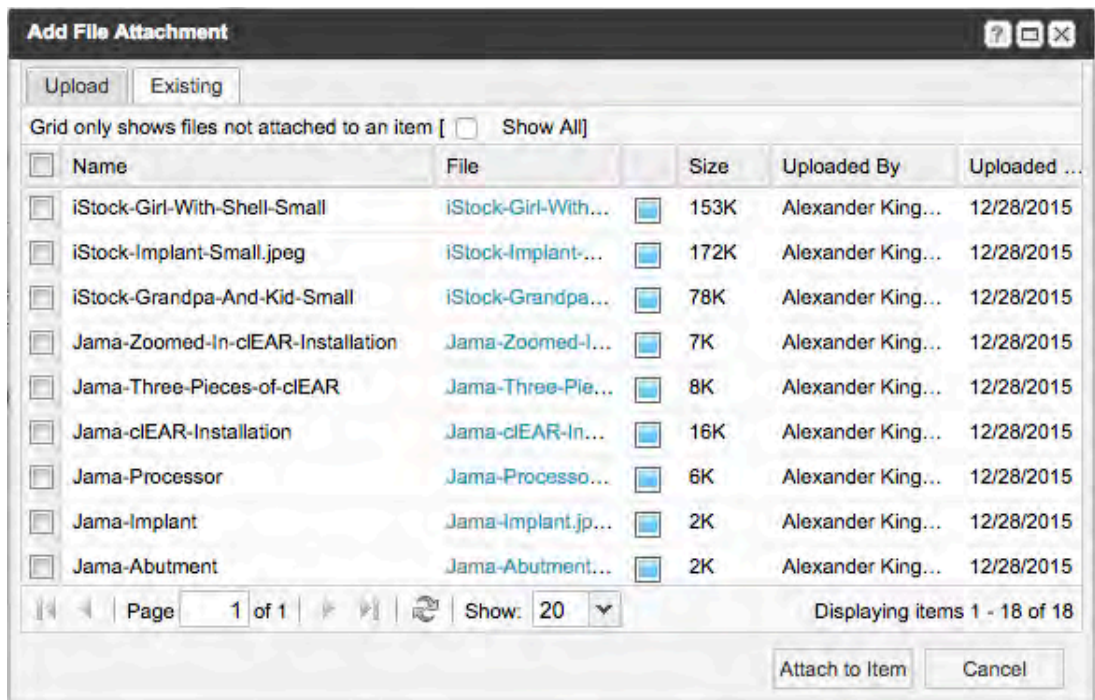 Add File Attachment
Upload Existing
Grid only shows files not attached to an item [ Show All]
Name File Size Uploaded By Uploaded ...
iStock-Girl-With-Shell-Small iStock-Girl-With... 153K Alexander King... 12/28/2015
iStock-Implant-Small.jpeg iStock-Implant-... 172K Alexander King... 12/28/2015
iStock-Grandpa-And-Kid-Small iStock-Grandpa... 78K Alexander King... 12/28/2015
Jama-Zoomed-In-clEAR-Installation Jama-Zoomed-I... 7K Alexander King... 12/28/2015
Jama-Three-Pieces-of-clEAR Jama-Three-Pie... 8K Alexander King... 12/28/2015
Jama-clEAR-Installation Jama-clEAR-In... 16K Alexander King... 12/28/2015
Jama-Processor Jama-Processo... 6K Alexander King... 12/28/2015
Jama-Implant Jama-Implant.jp... 2K Alexander King... 12/28/2015
Jama-Abutment Jama-Abutment... 2K Alexander King... 12/28/2015
Page 1 of 1 Show: 20 Displaying items 1 - 18 of 18
Attach to Item Cancel